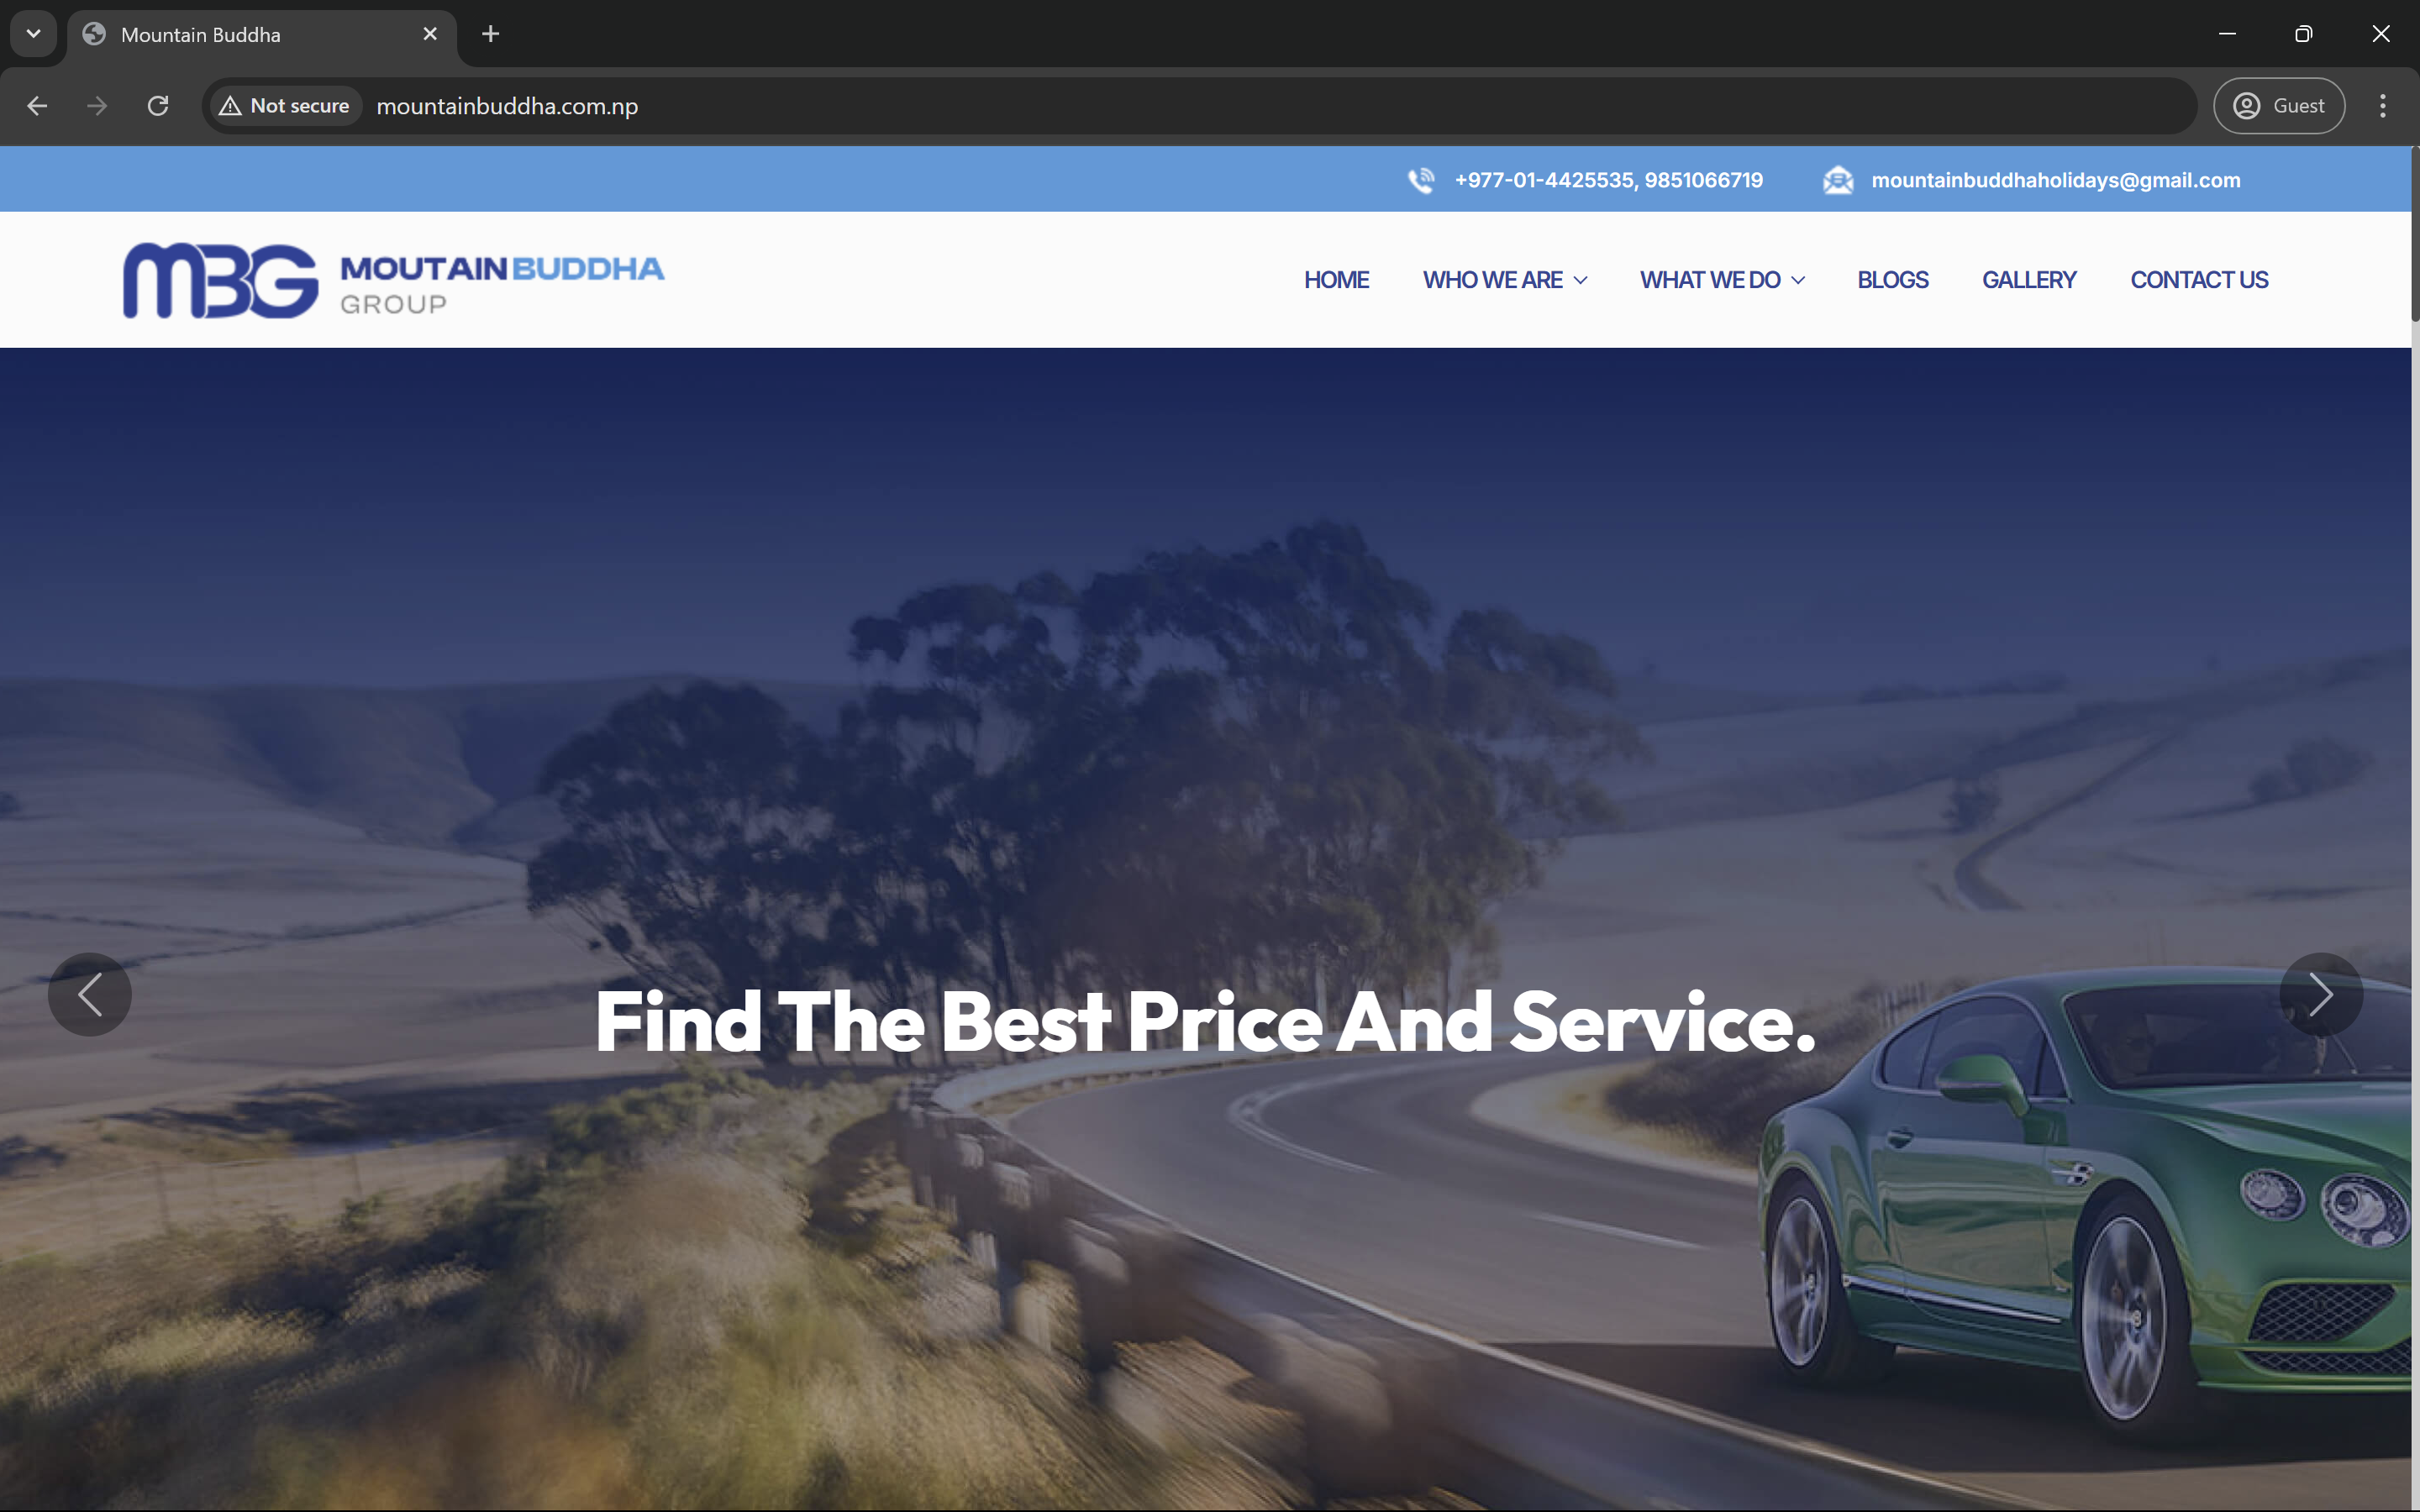 Mountain Buddha
Not secure
mountainbuddha.com.np
Guest
+977-01-4425535, 9851066719
mountainbuddhaholidays@gmail.com
MBG
MOUTAIN BUDDHA
GROUP
HOME
WHO WE ARE
WHAT WE DO
BLOGS
GALLERY
CONTACT US
Find The Best Price And Service.